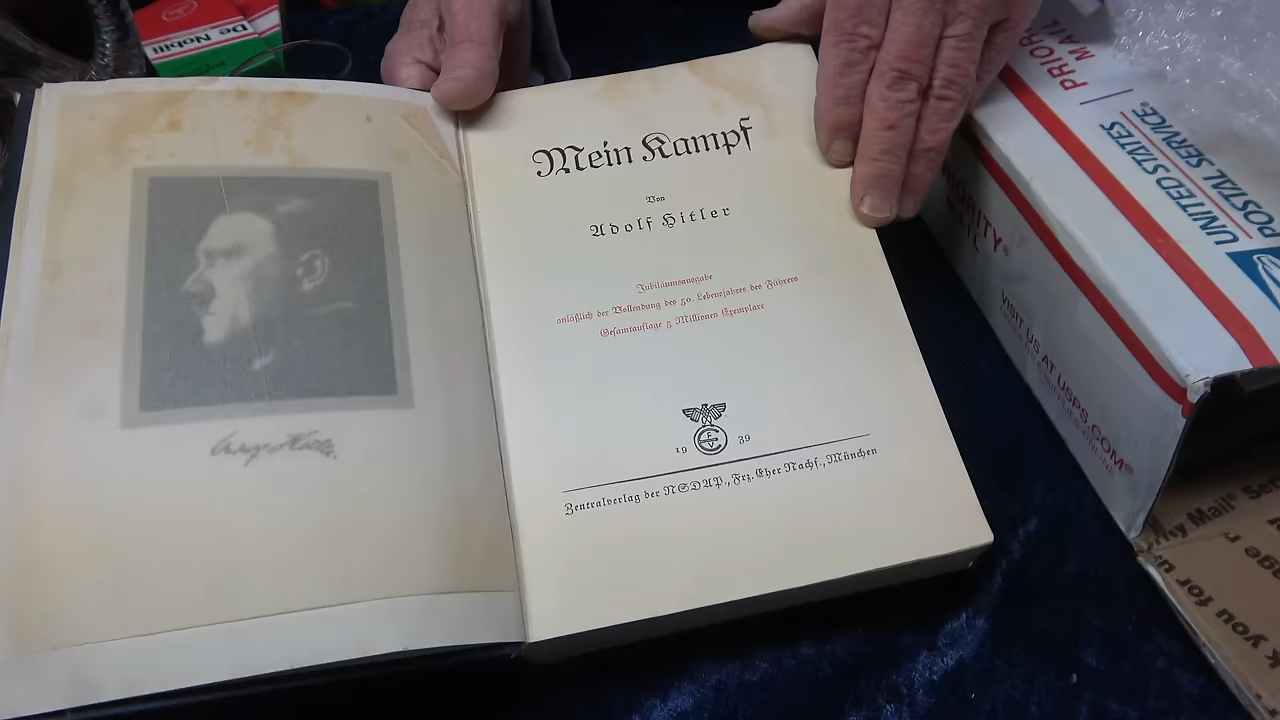 De Nobili
Mein Kampf
Von
Adolf Hitler
Jubiläumsausgabe
anläßlich der Vollendung des 50. Lebensjahres des Führers
Gesamtauflage 5 Millionen Exemplare
19 39
Zentralverlag der NSDAP., Frz. Eher Nachf., München
PRIORITY
MAIL
UNITED STATES
POSTAL SERVICE®
VISIT US AT USPS.COM®